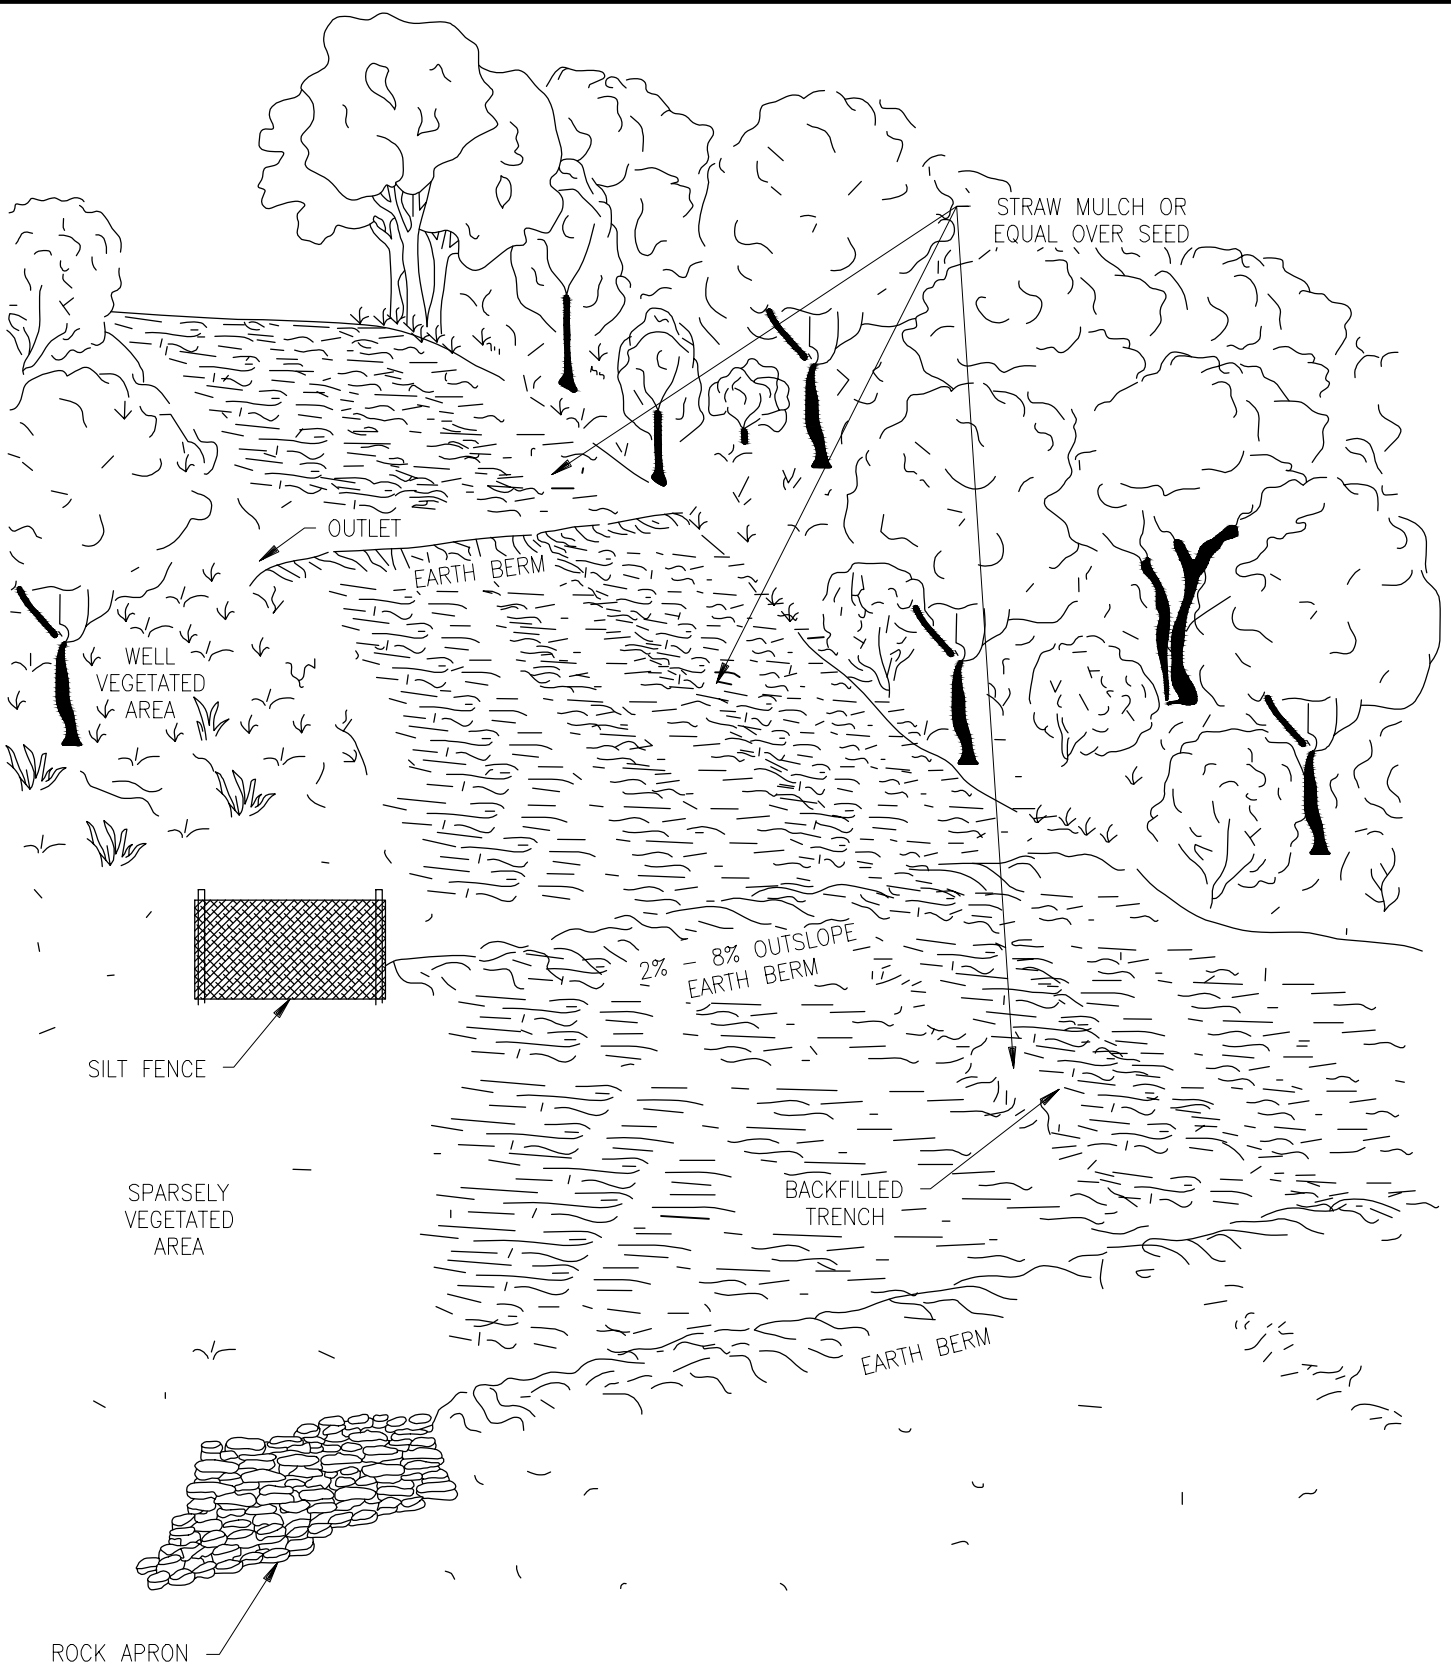 STRAW MULCH OR
EQUAL OVER SEED
OUTLET
EARTH BERM
WELL
VEGETATED
AREA
2% - 8% OUTSLOPE
EARTH BERM
SILT FENCE
SPARSELY
VEGETATED
AREA
BACKFILLED
TRENCH
EARTH BERM
ROCK APRON